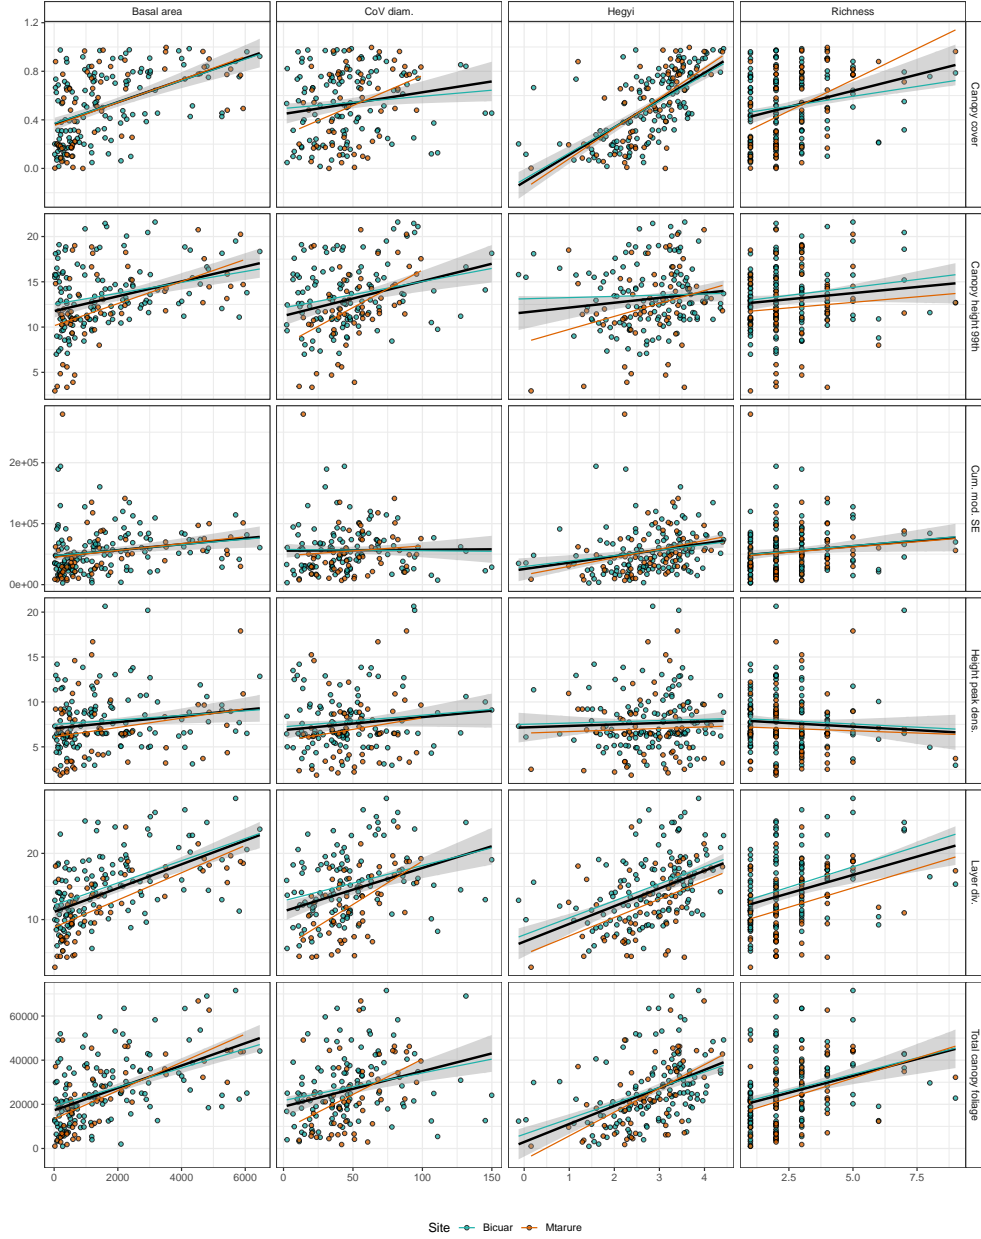 Basal area CoV diam. Hegyi Richness
1.2
0.8
0.4
0.0
Canopy cover
20
15
10
5
Canopy height 99th
2e+05
1e+05
0e+00
Cum. mod. SE
20
15
10
5
Height peak dens.
20
10
Layer div.
60000
40000
20000
0
Total canopy foliage
0 2000 4000 6000 0 50 100 150 0 1 2 3 4 2.5 5.0 7.5
Site Bicuar Mtarure